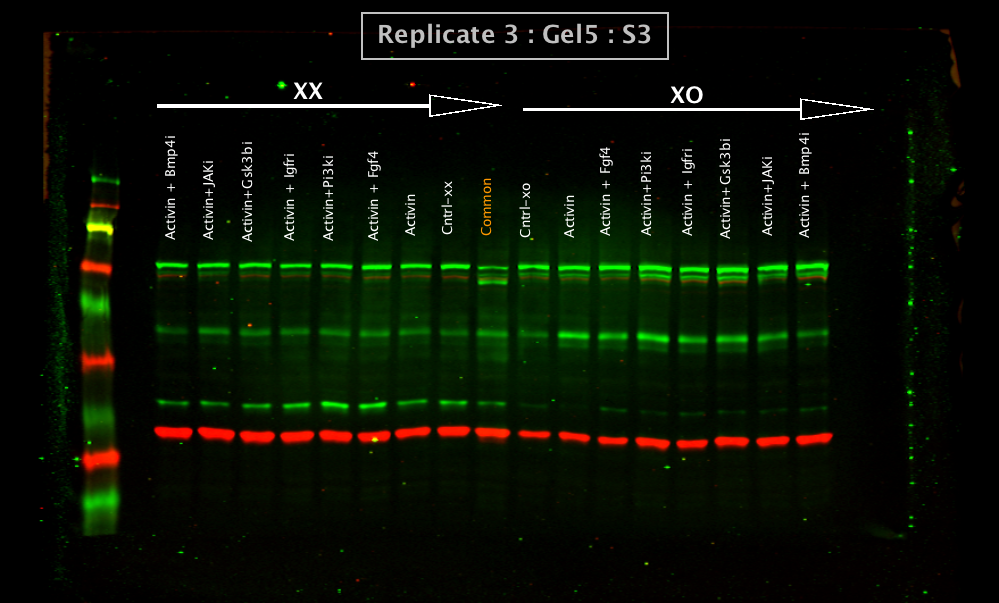 Replicate 3 : Gel5 : S3
XX
XO
Activin + Bmp4i
Activin+JAKi
Activin+Gsk3bi
Activin + Igfri
Activin+Pi3ki
Activin + Fgf4
Activin
Cntrl-xx
Common
Cntrl-xo
Activin
Activin + Fgf4
Activin+Pi3ki
Activin + Igfri
Activin+Gsk3bi
Activin+JAKi
Activin + Bmp4i